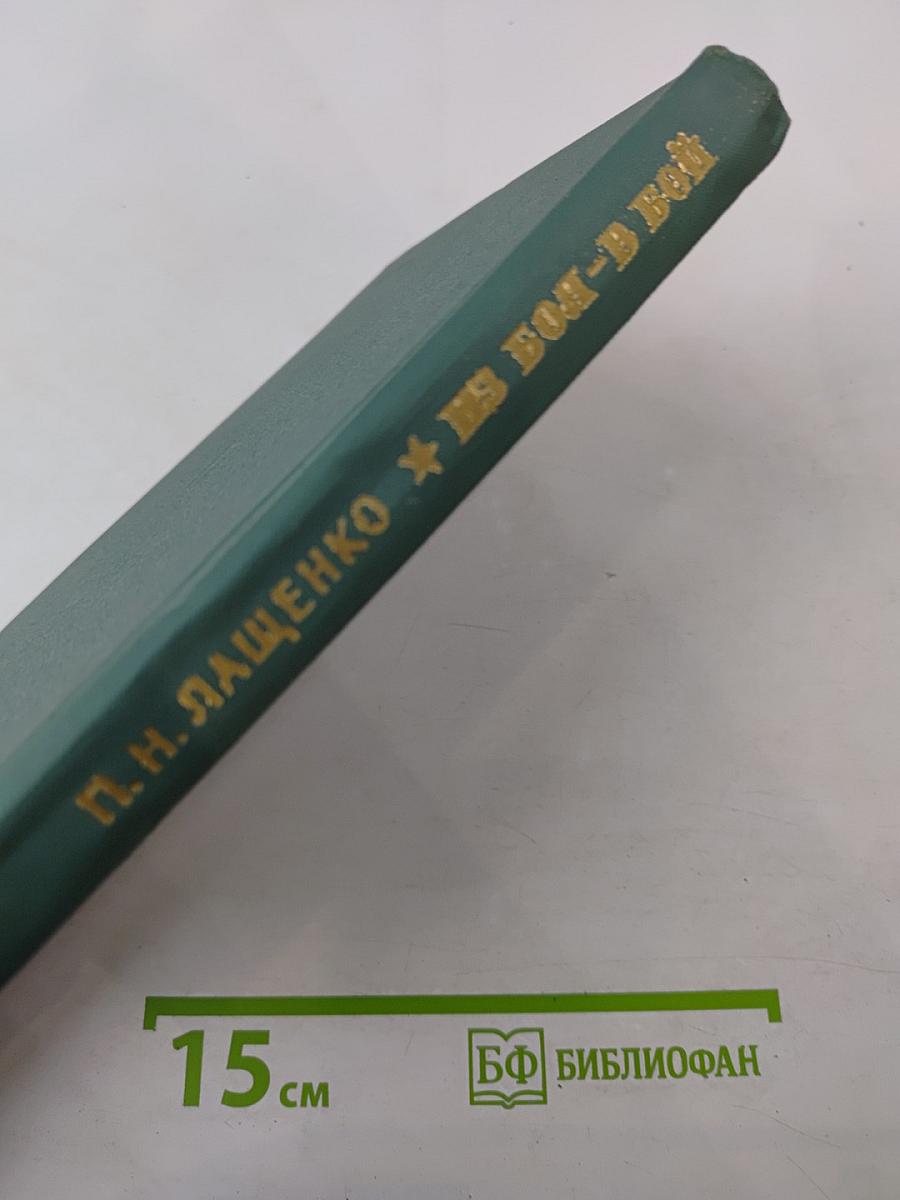 П. Н. ЛАЩЕНКО ★ ИЗ БОЯ-В БОЙ
15 см
БФ БИБЛИОФАН